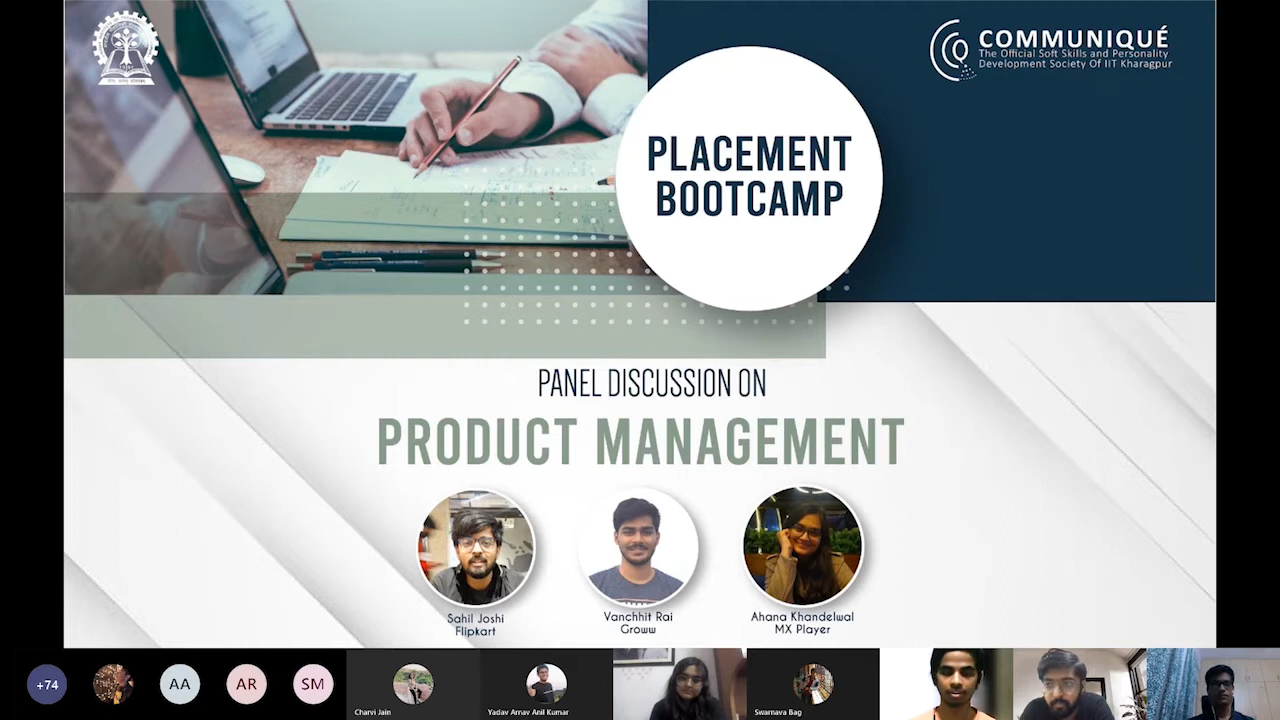 COMMUNIQUÉ
The Official Soft Skills and Personality
Development Society Of IIT Kharagpur
PLACEMENT
BOOTCAMP
PANEL DISCUSSION ON
PRODUCT MANAGEMENT
Sahil Joshi
Flipkart
Vanchhit Rai
Groww
Ahana Khandelwal
MX Player
+74
AA
AR
SM
Charvi Jain
Yadav Arnav Anil Kumar
Swarnava Bag